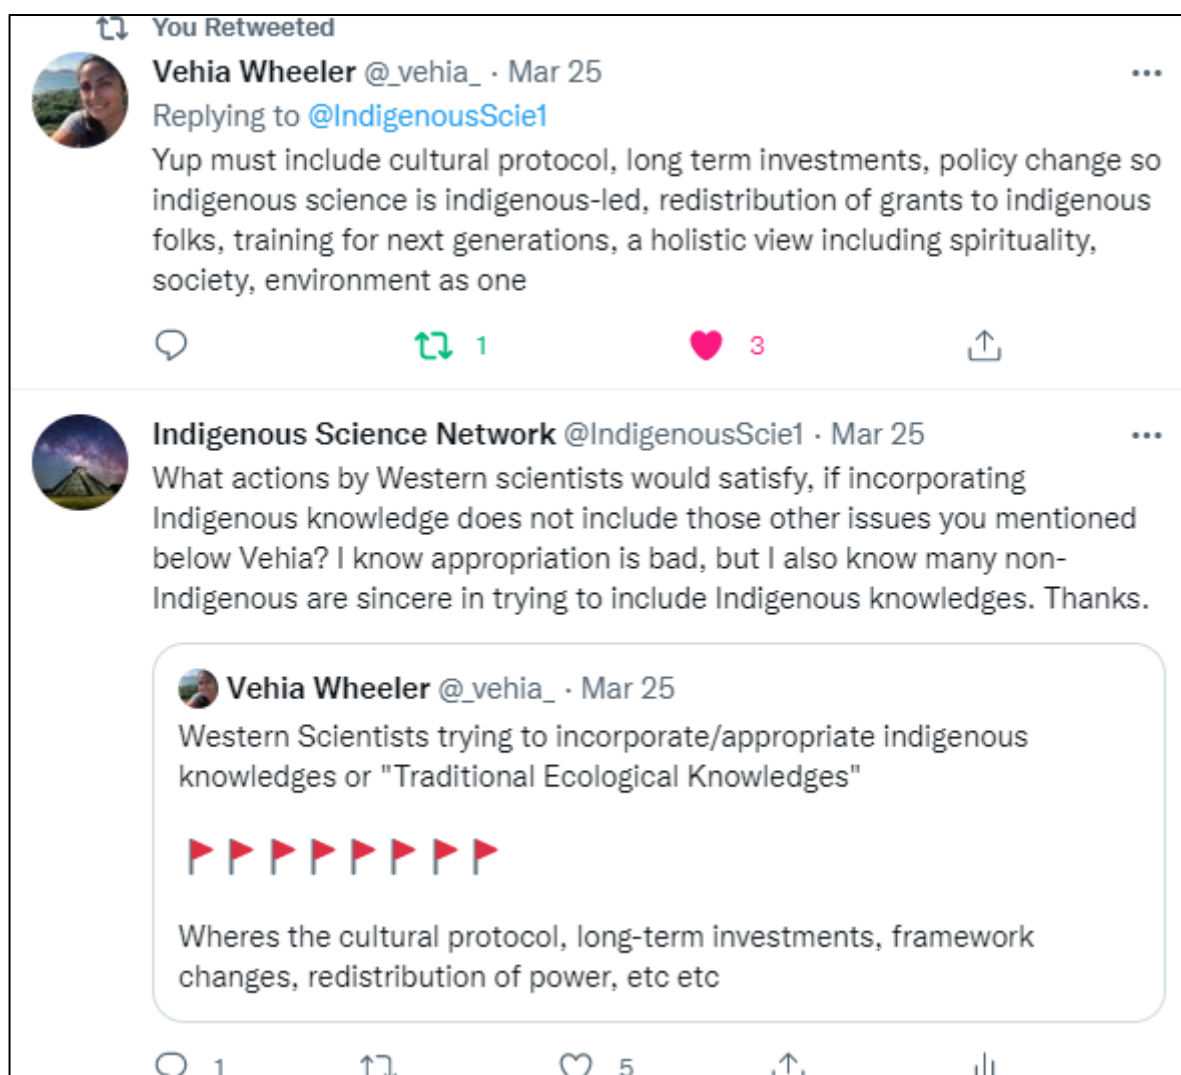 You Retweeted
Vehia Wheeler @_vehia_ · Mar 25
Replying to @IndigenousScie1
Yup must include cultural protocol, long term investments, policy change so
indigenous science is indigenous-led, redistribution of grants to indigenous
folks, training for next generations, a holistic view including spirituality,
society, environment as one
1 3
Indigenous Science Network @IndigenousScie1 · Mar 25
What actions by Western scientists would satisfy, if incorporating
Indigenous knowledge does not include those other issues you mentioned
below Vehia? I know appropriation is bad, but I also know many non-
Indigenous are sincere in trying to include Indigenous knowledges. Thanks.
Vehia Wheeler @_vehia_ · Mar 25
Western Scientists trying to incorporate/appropriate indigenous
knowledges or "Traditional Ecological Knowledges"
🚩🚩🚩🚩🚩🚩🚩🚩
Wheres the cultural protocol, long-term investments, framework
changes, redistribution of power, etc etc
1 5